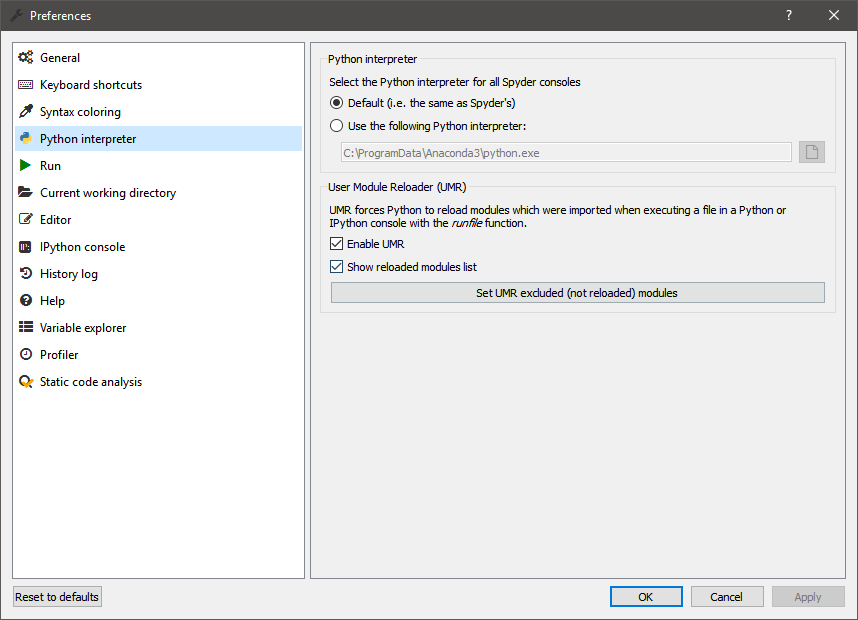 Preferences
?
General
Keyboard shortcuts
Syntax coloring
Python interpreter
Run
Current working directory
Editor
IPython console
History log
Help
Variable explorer
Profiler
Static code analysis
Python interpreter
Select the Python interpreter for all Spyder consoles
Default (i.e. the same as Spyder's)
Use the following Python interpreter:
C:\ProgramData\Anaconda3\python.exe
User Module Reloader (UMR)
UMR forces Python to reload modules which were imported when executing a file in a Python or
IPython console with the runfile function.
Enable UMR
Show reloaded modules list
Set UMR excluded (not reloaded) modules
Reset to defaults
OK
Cancel
Apply